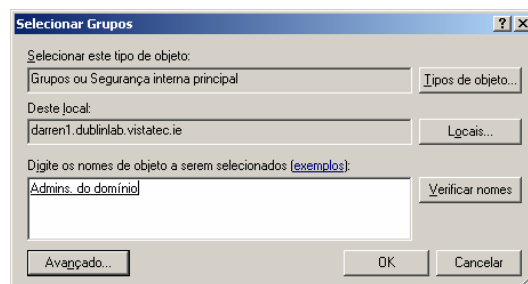 Selecionar Grupos
Selecionar este tipo de objeto:
Grupos ou Segurança interna principal
Tipos de objeto...
Deste local:
darren1.dublinlab.vistatec.ie
Locais...
Digite os nomes de objeto a serem selecionados (exemplos):
Admins. do domínio
Verificar nomes
Avançado...
OK
Cancelar